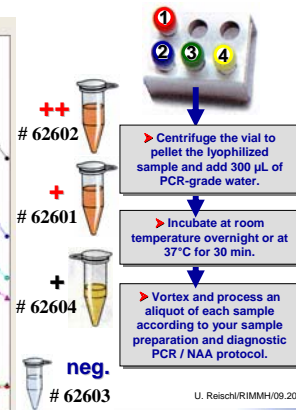 1
2
3
4
++
# 62602
+
# 62601
+
# 62604
neg.
# 62603
➤ Centrifuge the vial to
pellet the lyophilized
sample and add 300 µL of
PCR-grade water.
➤ Incubate at room
temperature overnight or at
37°C for 30 min.
➤ Vortex and process an
aliquot of each sample
according to your sample
preparation and diagnostic
PCR / NAA protocol.
U. Reischl/RIMMH/09.20